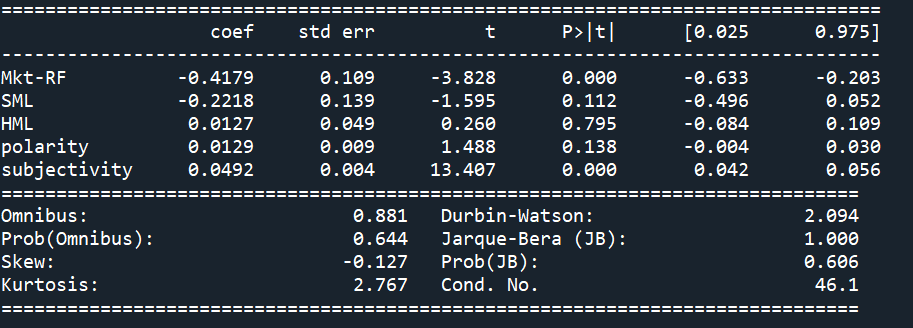 ==============================================================================
                   coef    std err          t      P>|t|      [0.025      0.975]
------------------------------------------------------------------------------
Mkt-RF          -0.4179      0.109     -3.828      0.000      -0.633      -0.203
SML             -0.2218      0.139     -1.595      0.112      -0.496       0.052
HML              0.0127      0.049      0.260      0.795      -0.084       0.109
polarity         0.0129      0.009      1.488      0.138      -0.004       0.030
subjectivity     0.0492      0.004     13.407      0.000       0.042       0.056
==============================================================================
Omnibus:                        0.881   Durbin-Watson:                   2.094
Prob(Omnibus):                  0.644   Jarque-Bera (JB):                1.000
Skew:                          -0.127   Prob(JB):                        0.606
Kurtosis:                       2.767   Cond. No.                         46.1
==============================================================================